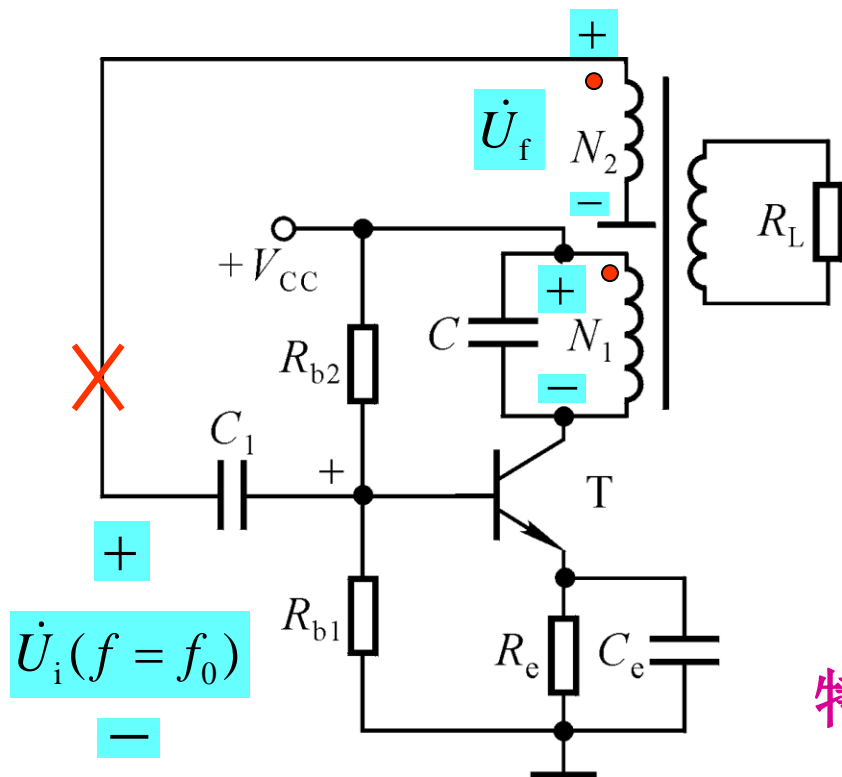 +
U̇f
N2
−
RL
+VCC
+
C
N1
−
Rb2
C1
+
T
+
Rb1
Re
Ce
U̇i(f = f0)
−